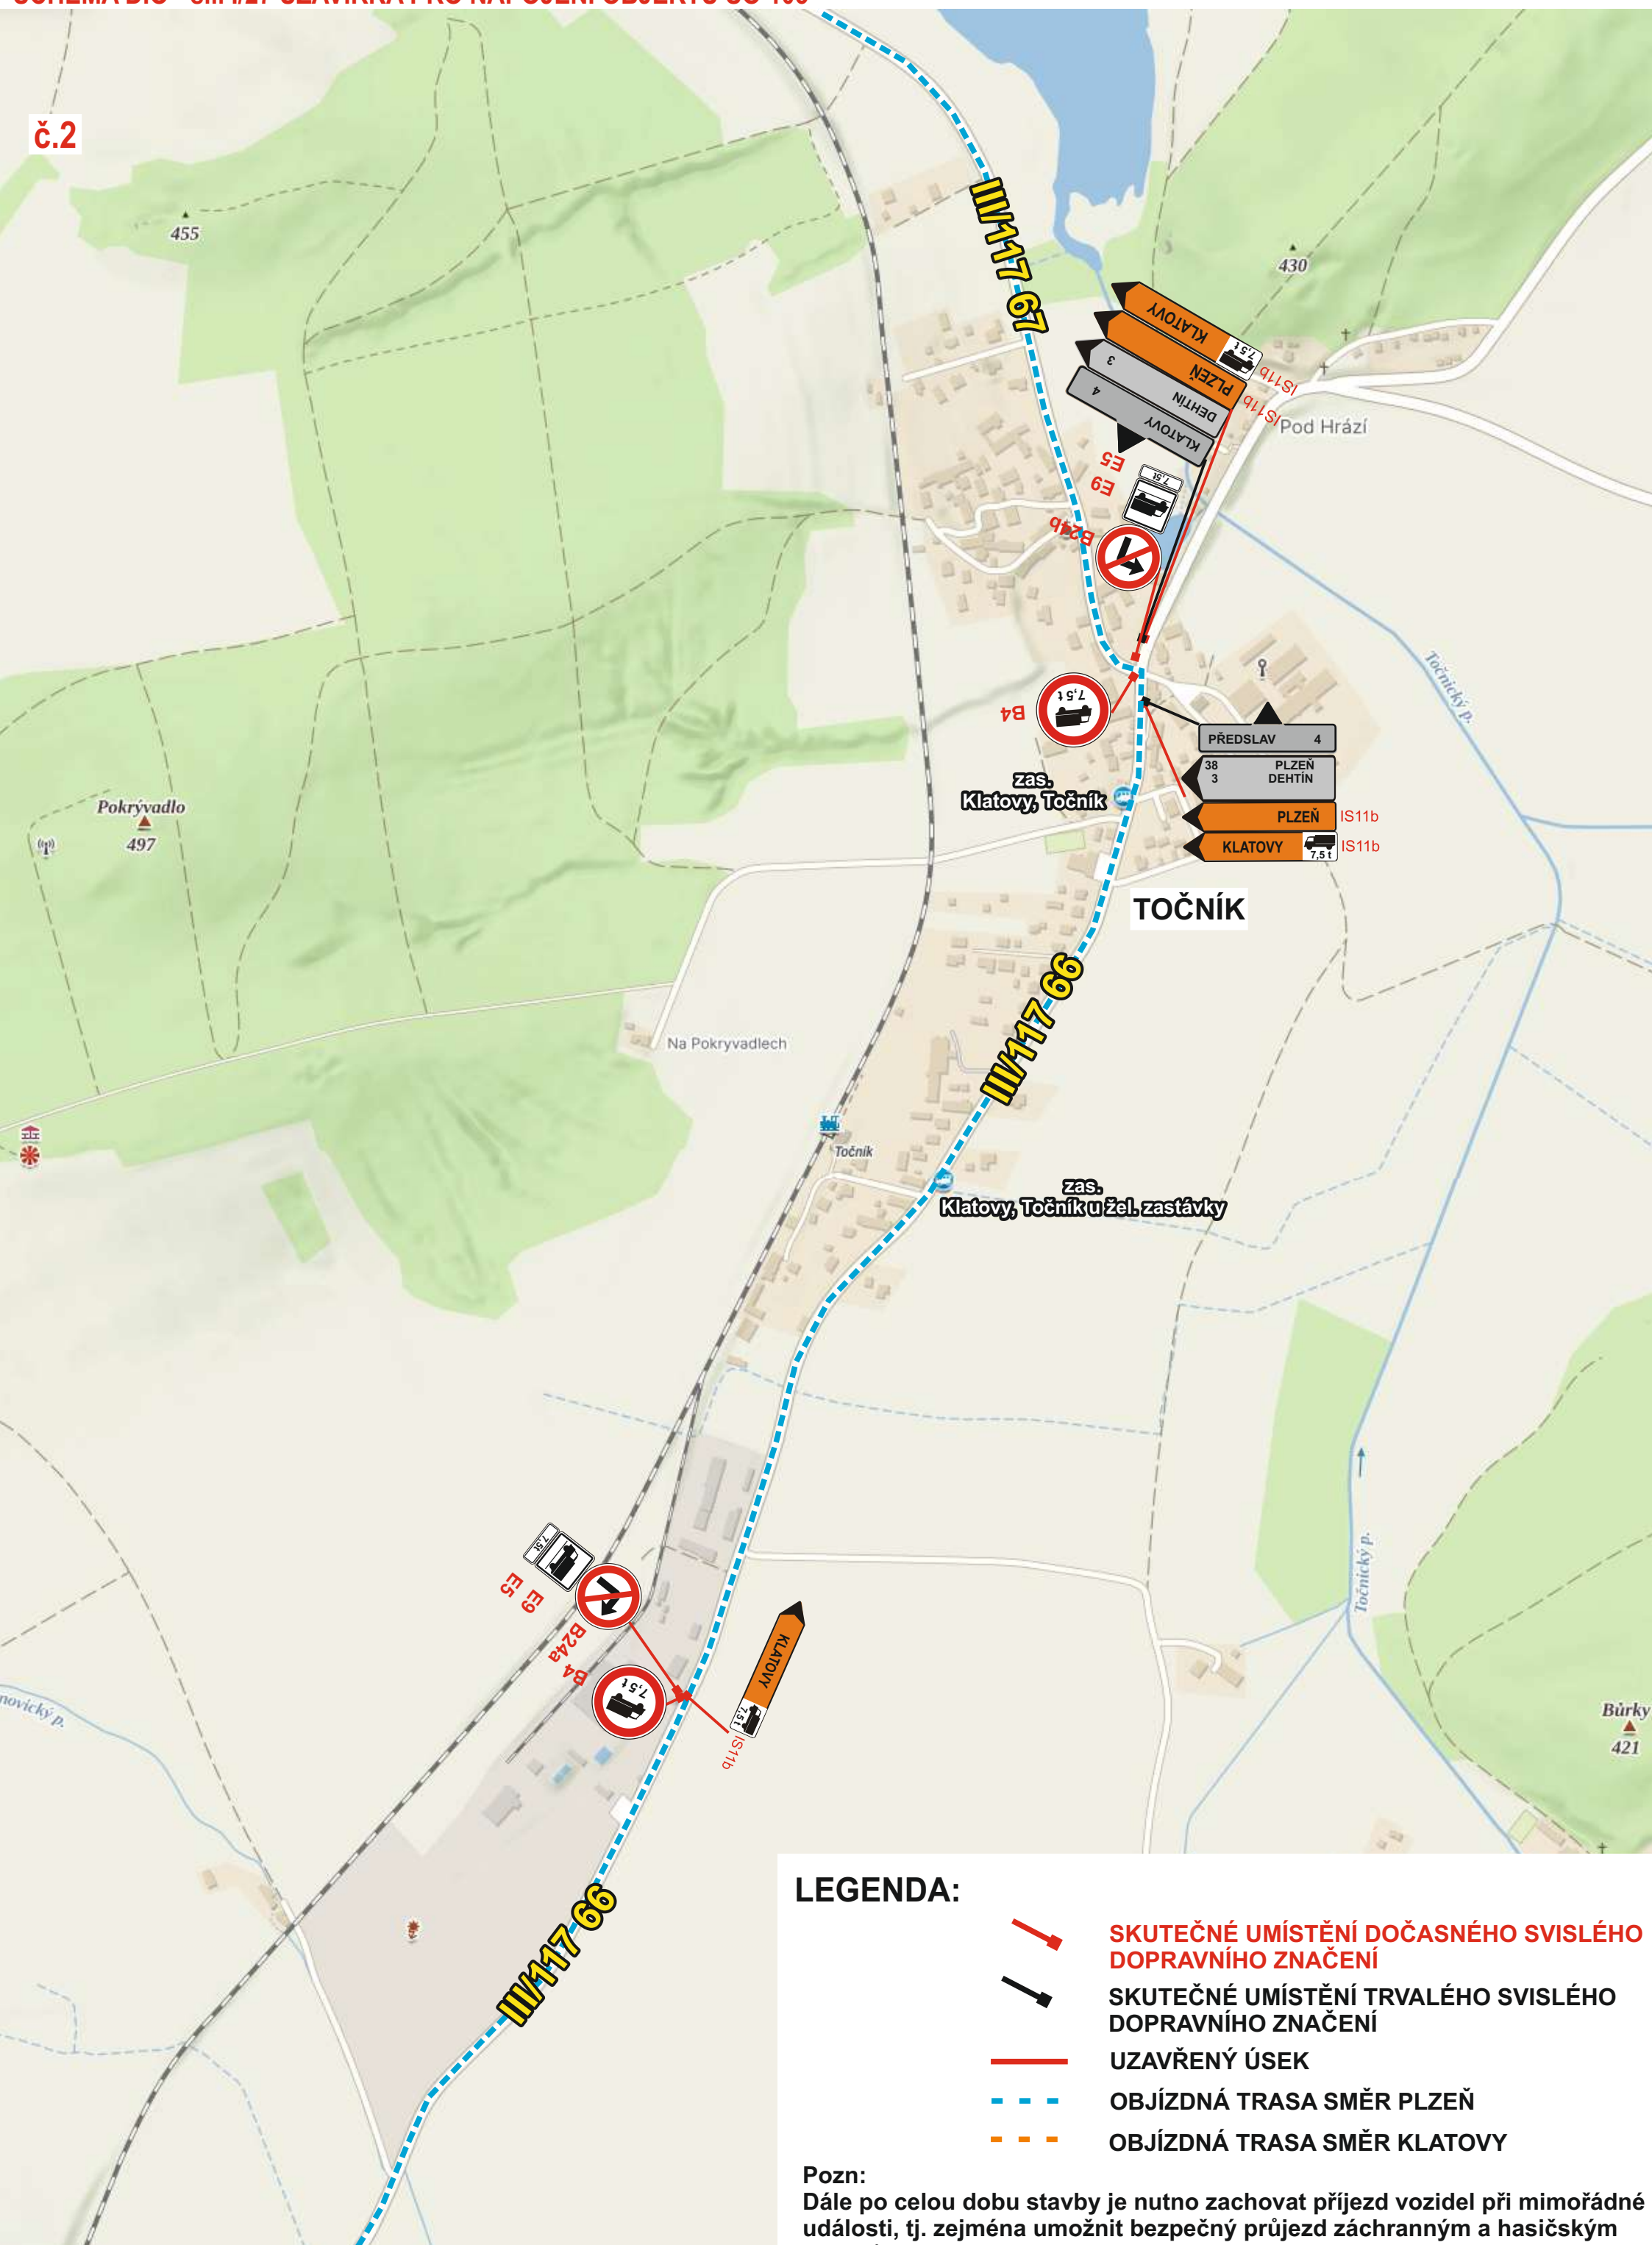 č.2
455
III/117 67
430
KLATOVY 7,5 t
IS11b
PLZEŇ
IS11b
3 DEHTÍN
4 KLATOVY
Pod Hrází
E5
E9
7,5t
B24b
B4
7,5 t
Točnický p.
PŘEDSLAV 4
38 PLZEŇ
3 DEHTÍN
PLZEŇ IS11b
KLATOVY 7,5 t IS11b
zas.
Klatovy, Točník
Pokrývadlo
497
TOČNÍK
III/117 66
Na Pokryvadlech
Točník
zas.
Klatovy, Točník u žel. zastávky
7,5t
E5
E9
B24a
B4
7,5 t
KLATOVY
7,5 t
IS11b
Točnický p.
novický p.
Bůrky
421
III/117 66
LEGENDA:
SKUTEČNÉ UMÍSTĚNÍ DOČASNÉHO SVISLÉHO
DOPRAVNÍHO ZNAČENÍ
SKUTEČNÉ UMÍSTĚNÍ TRVALÉHO SVISLÉHO
DOPRAVNÍHO ZNAČENÍ
UZAVŘENÝ ÚSEK
OBJÍZDNÁ TRASA SMĚR PLZEŇ
OBJÍZDNÁ TRASA SMĚR KLATOVY
Pozn:
Dále po celou dobu stavby je nutno zachovat příjezd vozidel při mimořádné
události, tj. zejména umožnit bezpečný průjezd záchranným a hasičským